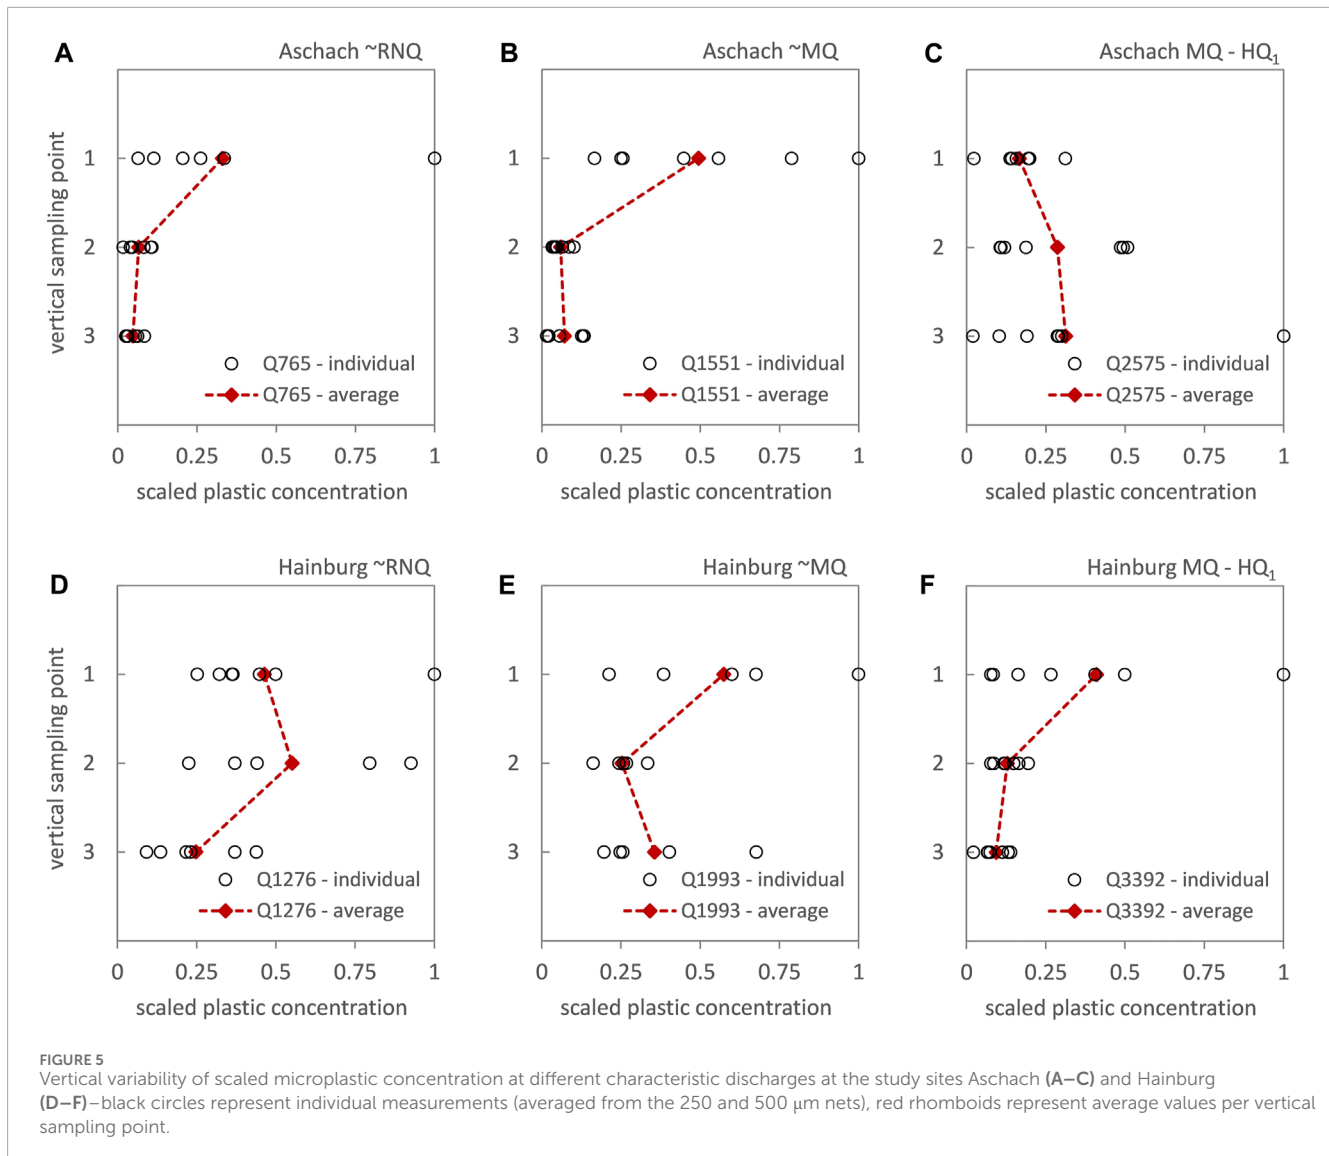 A
Aschach ~RNQ
vertical sampling point
1
2
3
Q765 - individual
Q765 - average
0 0.25 0.5 0.75 1
scaled plastic concentration
B
Aschach ~MQ
1
2
3
Q1551 - individual
Q1551 - average
0 0.25 0.5 0.75 1
scaled plastic concentration
C
Aschach MQ - HQ₁
1
2
3
Q2575 - individual
Q2575 - average
0 0.25 0.5 0.75 1
scaled plastic concentration
D
Hainburg ~RNQ
vertical sampling point
1
2
3
Q1276 - individual
Q1276 - average
0 0.25 0.5 0.75 1
scaled plastic concentration
E
Hainburg ~MQ
1
2
3
Q1993 - individual
Q1993 - average
0 0.25 0.5 0.75 1
scaled plastic concentration
F
Hainburg MQ - HQ₁
1
2
3
Q3392 - individual
Q3392 - average
0 0.25 0.5 0.75 1
scaled plastic concentration
FIGURE 5
Vertical variability of scaled microplastic concentration at different characteristic discharges at the study sites Aschach (A–C) and Hainburg
(D–F)–black circles represent individual measurements (averaged from the 250 and 500 μm nets), red rhomboids represent average values per vertical
sampling point.